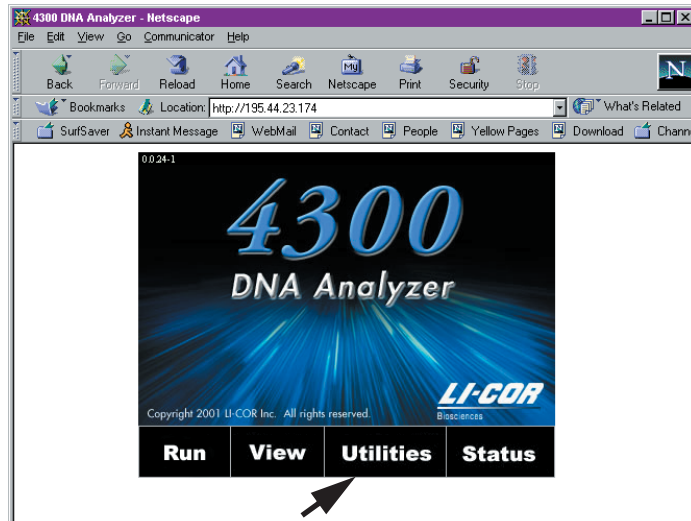 4300 DNA Analyzer - Netscape
File Edit View Go Communicator Help
My N
Back Forward Reload Home Search Netscape Print Security Stop
Bookmarks Location: http://195.44.23.174 What's Related
SurfSaver Instant Message WebMail Contact People Yellow Pages Download Channe
0.0.24-1
4300
DNA Analyzer
LI-COR
Biosciences
Copyright 2001 LI-COR Inc. All rights reserved.
Run View Utilities Status